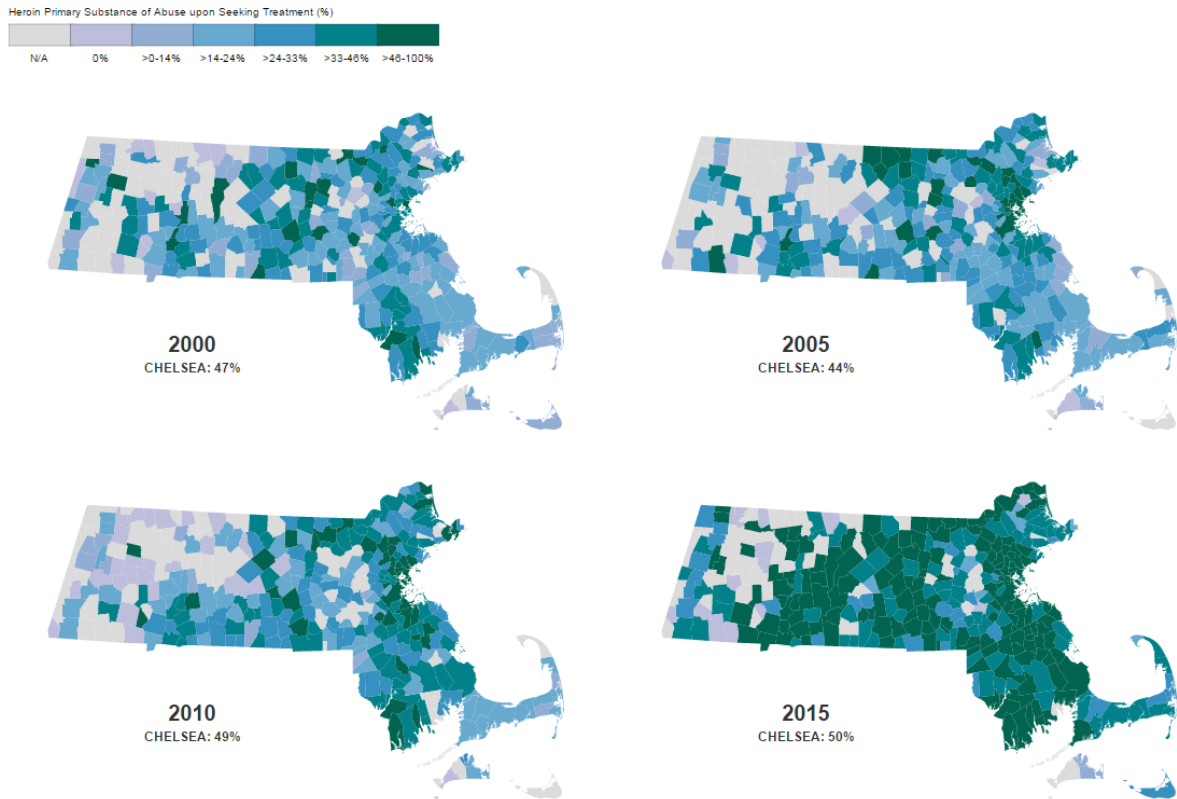 Heroin Primary Substance of Abuse upon Seeking Treatment (%)
N/A 0% >0-14% >14-24% >24-33% >33-46% >46-100%
2000
CHELSEA: 47%
2005
CHELSEA: 44%
2010
CHELSEA: 49%
2015
CHELSEA: 50%